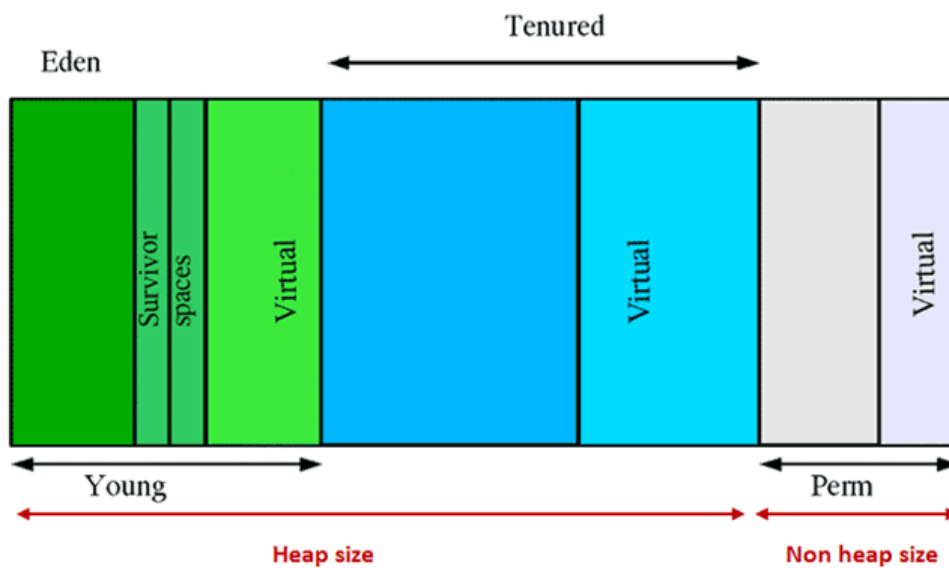 Tenured
Eden
Survivor
spaces
Virtual
Virtual
Virtual
Young
Perm
Heap size
Non heap size